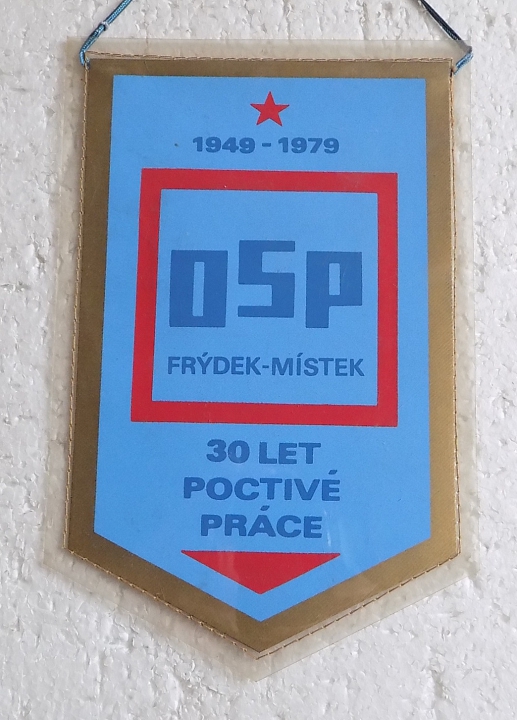 1949 - 1979
OSP
FRÝDEK-MÍSTEK
30 LET
POCTIVÉ
PRÁCE